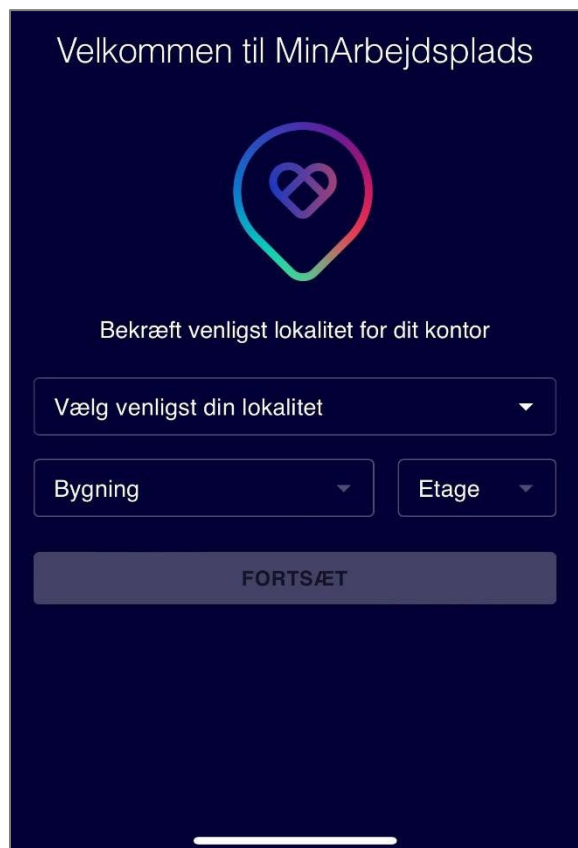 Velkommen til MinArbejdsplads
Bekræft venligst lokalitet for dit kontor
Vælg venligst din lokalitet
Bygning
Etage
FORTSÆT